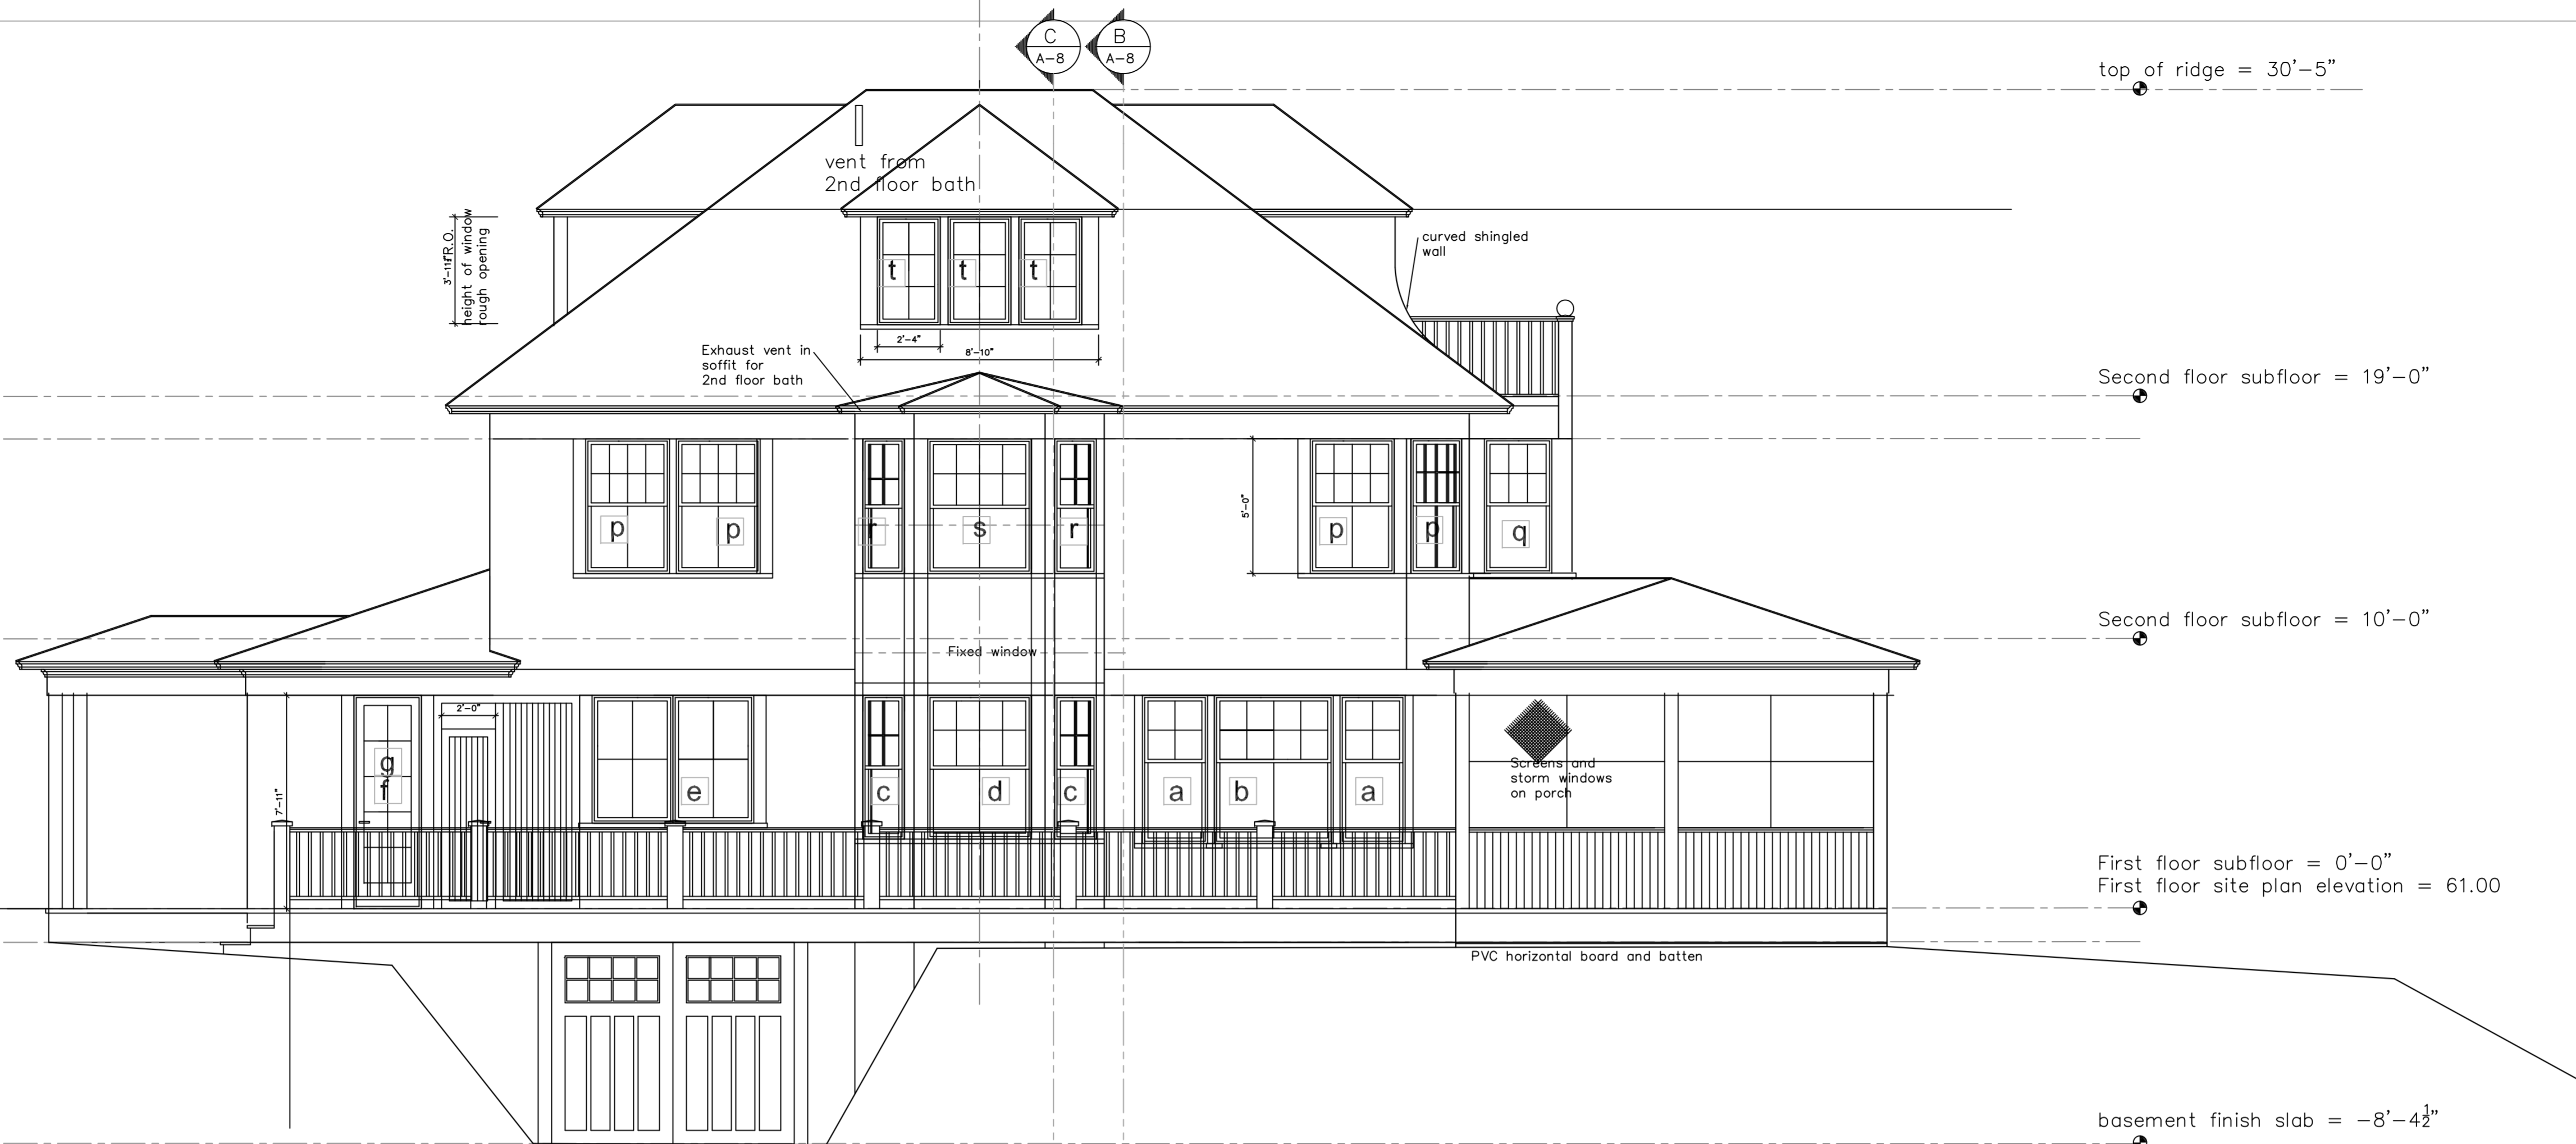 C
A-8
B
A-8
top of ridge = 30'-5"
vent from
2nd floor bath
R.O.
height of window
rough opening
t
t
t
curved shingled
wall
2'-4"
8'-10"
Exhaust vent in
soffit for
2nd floor bath
Second floor subfloor = 19'-0"
5'-0"
p
p
r
s
r
p
p
q
Second floor subfloor = 10'-0"
Fixed window
2'-0"
7'-11"
g
f
e
c
d
c
a
b
a
Screens and
storm windows
on porch
First floor subfloor = 0'-0"
First floor site plan elevation = 61.00
PVC horizontal board and batten
basement finish slab = -8'-4½"